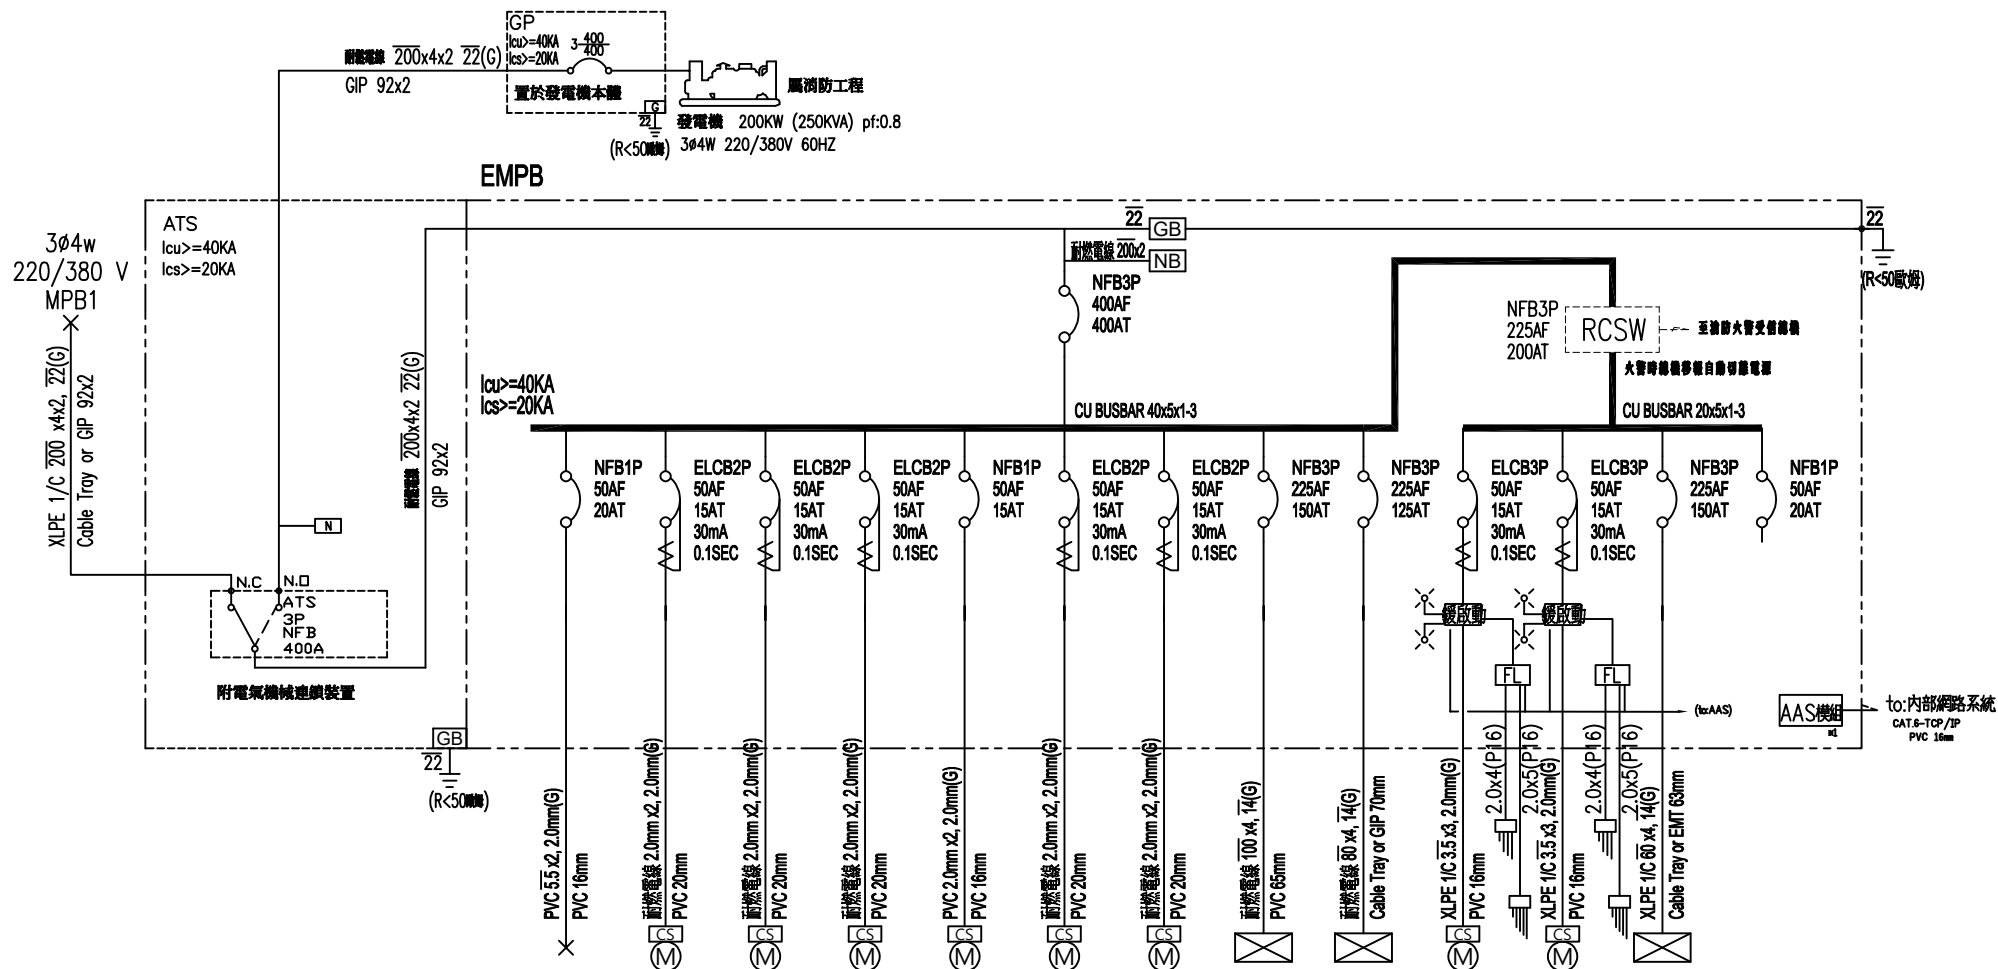 GP
Icu>=40KA
Ics>=20KA
3-400
400
耐燃電線 200x4x2 22(G)
GIP 92x2
置於發電機本體
屬消防工程
G
22
(R<50歐姆)
發電機 200KW (250KVA) pf:0.8
3ø4W 220/380V 60HZ
EMPB
3ø4w
220/380 V
MPB1
XLPE 1/C 200 x4x2, 22(G)
Cable Tray or GIP 92x2
ATS
Icu>=40KA
Ics>=20KA
耐燃電線 200x4x2 22(G)
GIP 92x2
N
N.C
N.O
ATS
3P
NFB
400A
附電氣機械連鎖裝置
GB
22
(R<50歐姆)
22
GB
耐燃電線 200x2
NB
22
(R<50歐姆)
NFB3P
400AF
400AT
Icu>=40KA
Ics>=20KA
CU BUSBAR 40x5x1-3
NFB3P
225AF
200AT
RCSW
至消防火警受信總機
火警時總機移報自動切離電源
CU BUSBAR 20x5x1-3
NFB1P
50AF
20AT
ELCB2P
50AF
15AT
30mA
0.1SEC
ELCB2P
50AF
15AT
30mA
0.1SEC
ELCB2P
50AF
15AT
30mA
0.1SEC
NFB1P
50AF
15AT
ELCB2P
50AF
15AT
30mA
0.1SEC
ELCB2P
50AF
15AT
30mA
0.1SEC
NFB3P
225AF
150AT
NFB3P
225AF
125AT
ELCB3P
50AF
15AT
30mA
0.1SEC
ELCB3P
50AF
15AT
30mA
0.1SEC
NFB3P
225AF
150AT
NFB1P
50AF
20AT
緩啟動
緩啟動
FL
FL
(to:AAS)
AAS模組
x1
to:內部網路系統
CAT.6-TCP/IP
PVC 16mm
PVC 5.5 x2, 2.0mm(G)
PVC 16mm
耐燃電線 2.0mm x2, 2.0mm(G)
PVC 20mm
耐燃電線 2.0mm x2, 2.0mm(G)
PVC 20mm
耐燃電線 2.0mm x2, 2.0mm(G)
PVC 20mm
PVC 2.0mm x2, 2.0mm(G)
PVC 16mm
耐燃電線 2.0mm x2, 2.0mm(G)
PVC 20mm
耐燃電線 2.0mm x2, 2.0mm(G)
PVC 20mm
耐燃電線 100 x4, 14(G)
PVC 65mm
耐燃電線 80 x4, 14(G)
Cable Tray or GIP 70mm
XLPE 1/C 3.5 x3, 2.0mm(G)
PVC 16mm
2.0x4(P16)
2.0x5(P16)
XLPE 1/C 3.5 x3, 2.0mm(G)
PVC 16mm
2.0x4(P16)
2.0x5(P16)
XLPE 1/C 60 x4, 14(G)
Cable Tray or EMT 63mm
CS
M
CS
M
CS
M
CS
M
CS
M
CS
M
CS
M
CS
M